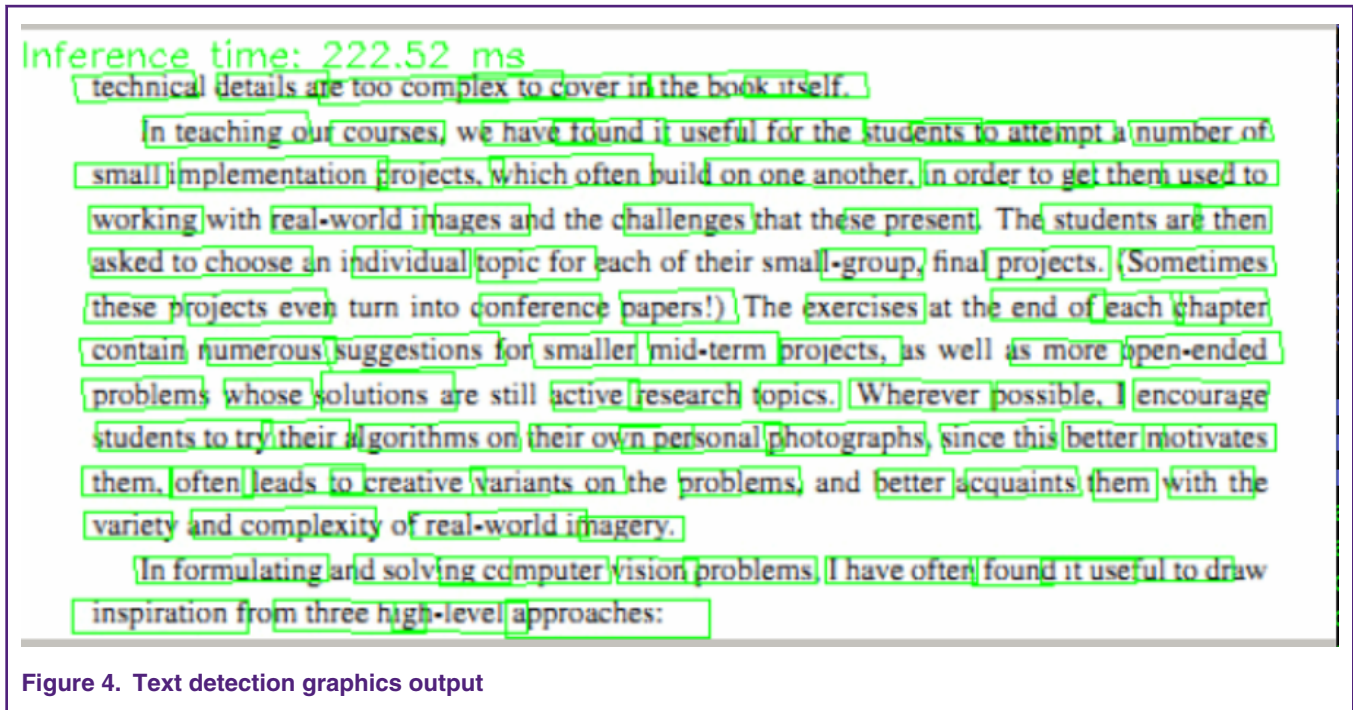 Inference time: 222.52 ms
technical details are too complex to cover in the book itself.
In teaching our courses, we have found it useful for the students to attempt a number of
small implementation projects, which often build on one another, in order to get them used to
working with real-world images and the challenges that these present. The students are then
asked to choose an individual topic for each of their small-group, final projects. (Sometimes
these projects even turn into conference papers!) The exercises at the end of each chapter
contain numerous suggestions for smaller mid-term projects, as well as more open-ended
problems whose solutions are still active research topics. Wherever possible, I encourage
students to try their algorithms on their own personal photographs, since this better motivates
them, often leads to creative variants on the problems, and better acquaints them with the
variety and complexity of real-world imagery.
In formulating and solving computer vision problems, I have often found it useful to draw
inspiration from three high-level approaches:
Figure 4. Text detection graphics output